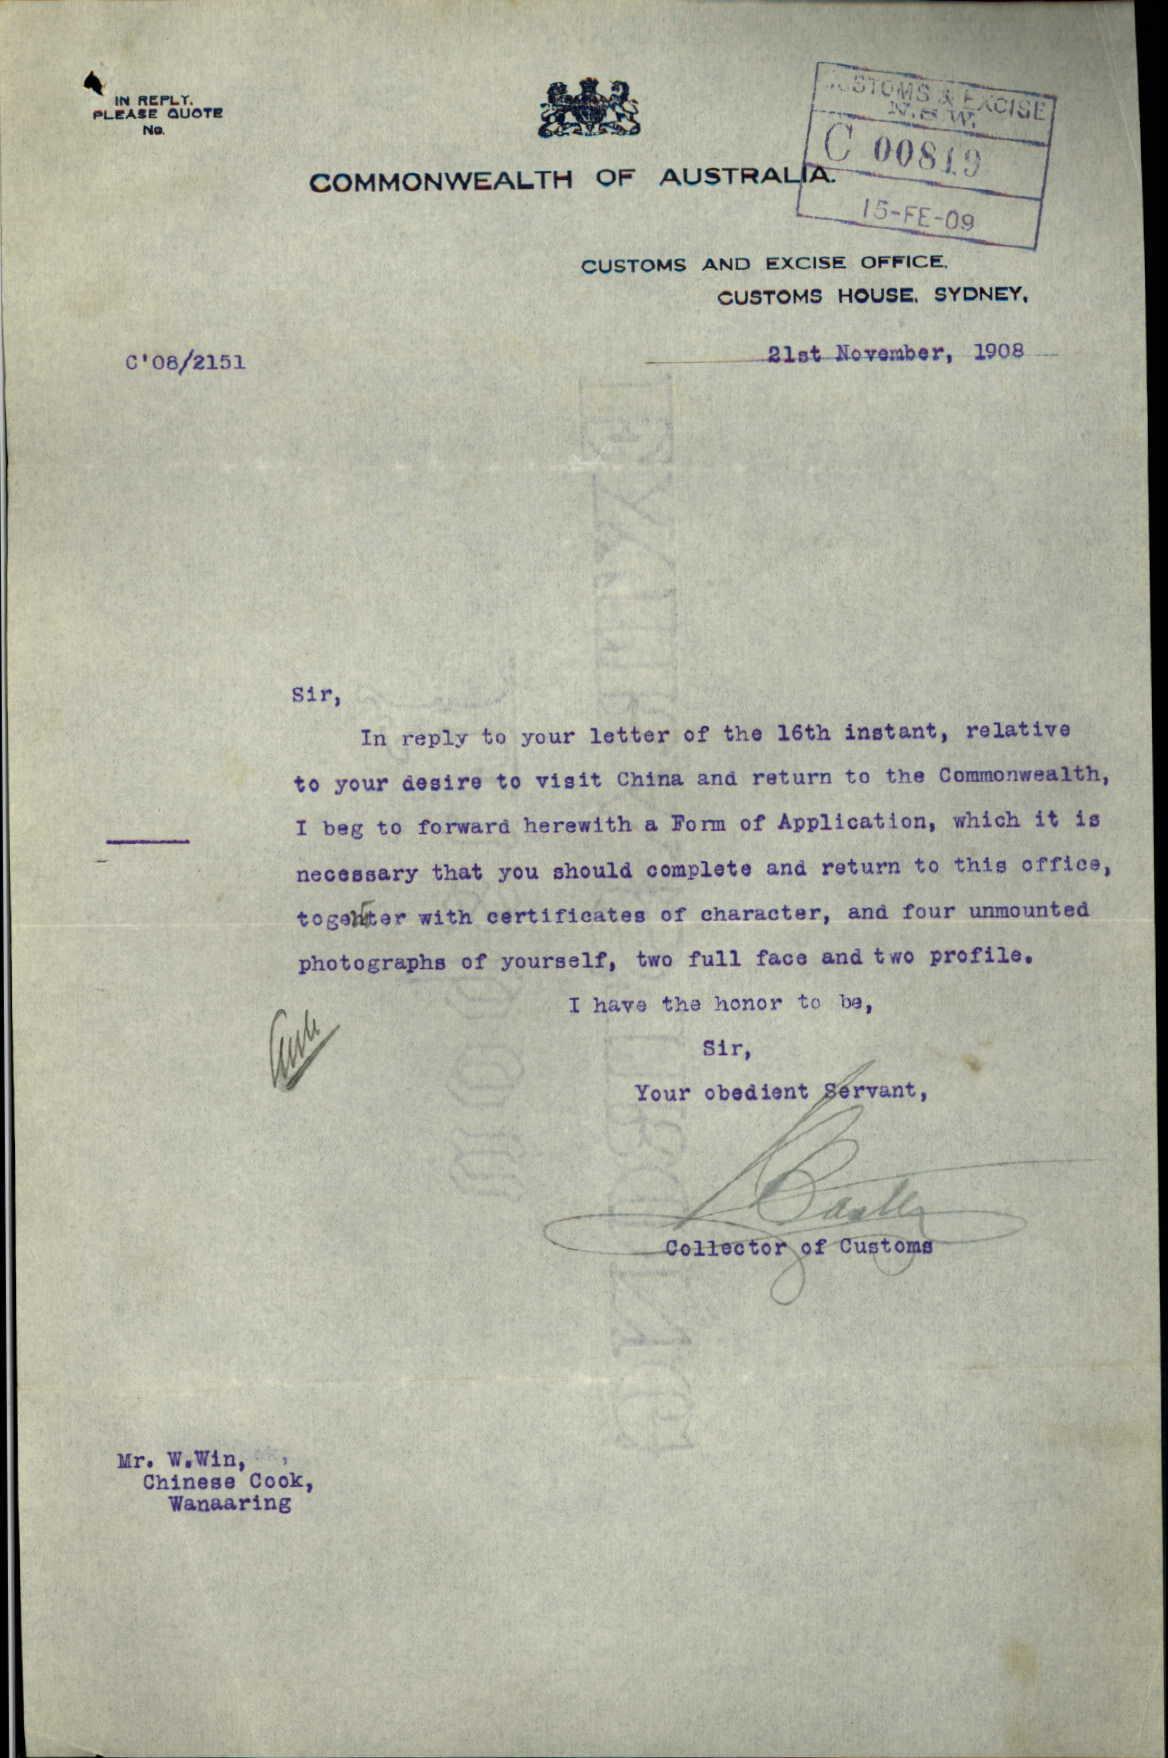 IN REPLY,
PLEASE QUOTE
No.
CUSTOMS & EXCISE
N.S.W.
C 00819
15-FE-09
COMMONWEALTH OF AUSTRALIA.
CUSTOMS AND EXCISE OFFICE,
CUSTOMS HOUSE, SYDNEY,
C'08/2151
21st November, 1908
Sir,
In reply to your letter of the 16th instant, relative
to your desire to visit China and return to the Commonwealth,
I beg to forward herewith a Form of Application, which it is
necessary that you should complete and return to this office,
together with certificates of character, and four unmounted
photographs of yourself, two full face and two profile.
I have the honor to be,
Sir,
Your obedient Servant,
Collector of Customs
Mr. W.Win,
Chinese Cook,
Wanaaring